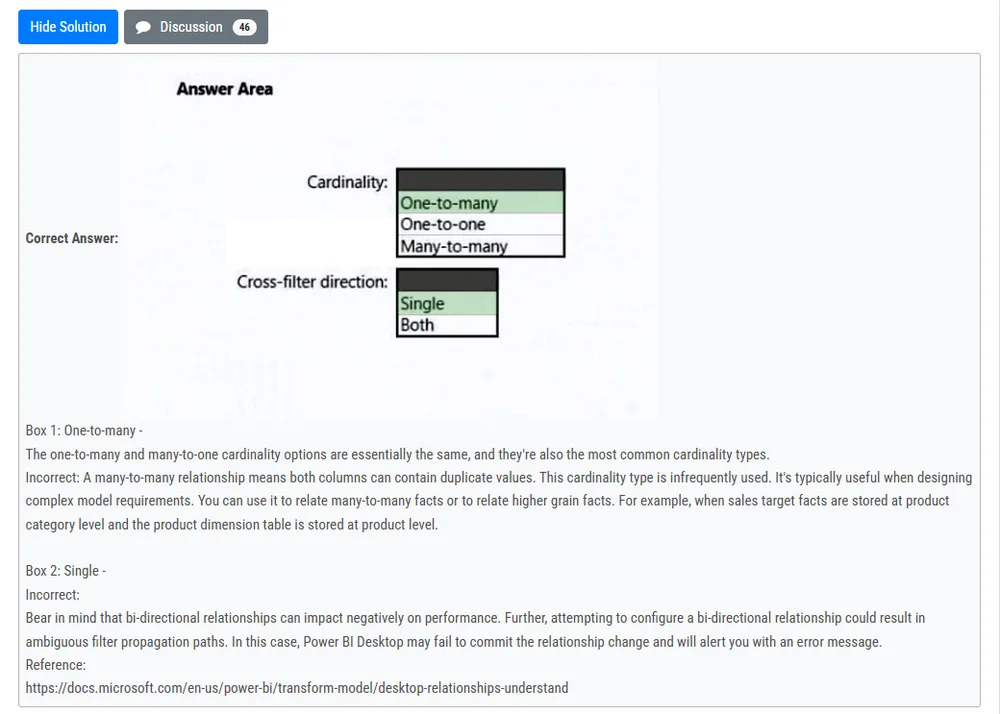 Hide Solution
Discussion 46
Answer Area
Cardinality:
One-to-many
One-to-one
Many-to-many
Correct Answer:
Cross-filter direction:
Single
Both
Box 1: One-to-many -
The one-to-many and many-to-one cardinality options are essentially the same, and they're also the most common cardinality types.
Incorrect: A many-to-many relationship means both columns can contain duplicate values. This cardinality type is infrequently used. It's typically useful when designing
complex model requirements. You can use it to relate many-to-many facts or to relate higher grain facts. For example, when sales target facts are stored at product
category level and the product dimension table is stored at product level.
Box 2: Single -
Incorrect:
Bear in mind that bi-directional relationships can impact negatively on performance. Further, attempting to configure a bi-directional relationship could result in
ambiguous filter propagation paths. In this case, Power BI Desktop may fail to commit the relationship change and will alert you with an error message.
Reference:
https://docs.microsoft.com/en-us/power-bi/transform-model/desktop-relationships-understand